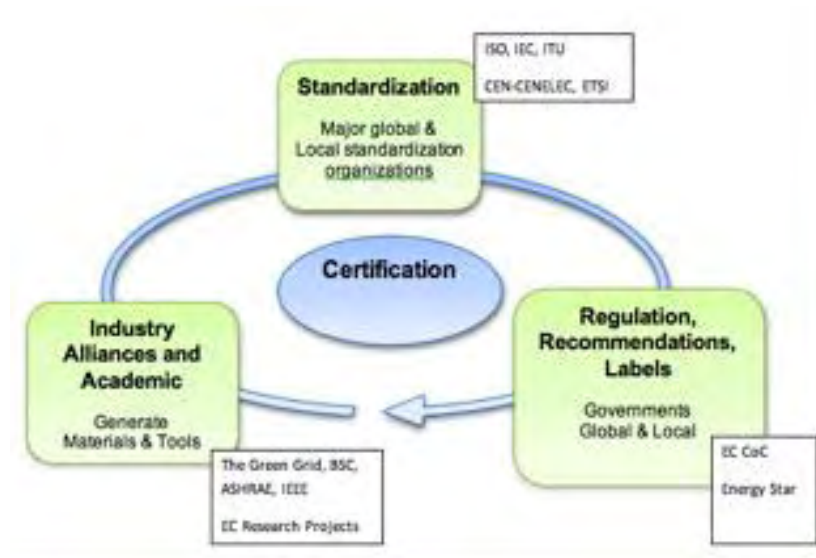 ISO, IEC, ITU
CEN-CENELEC, ETSI
Standardization
Major global &
Local standardization
organizations
Certification
Industry
Alliances and
Academic
Generate
Materials & Tools
The Green Grid, BSC,
ASHRAE, IEEE
EC Research Projects
Regulation,
Recommendations,
Labels
Governments
Global & Local
EC CoC
Energy Star